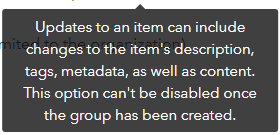 Updates to an item can include
changes to the item's description,
tags, metadata, as well as content.
This option can't be disabled once
the group has been created.